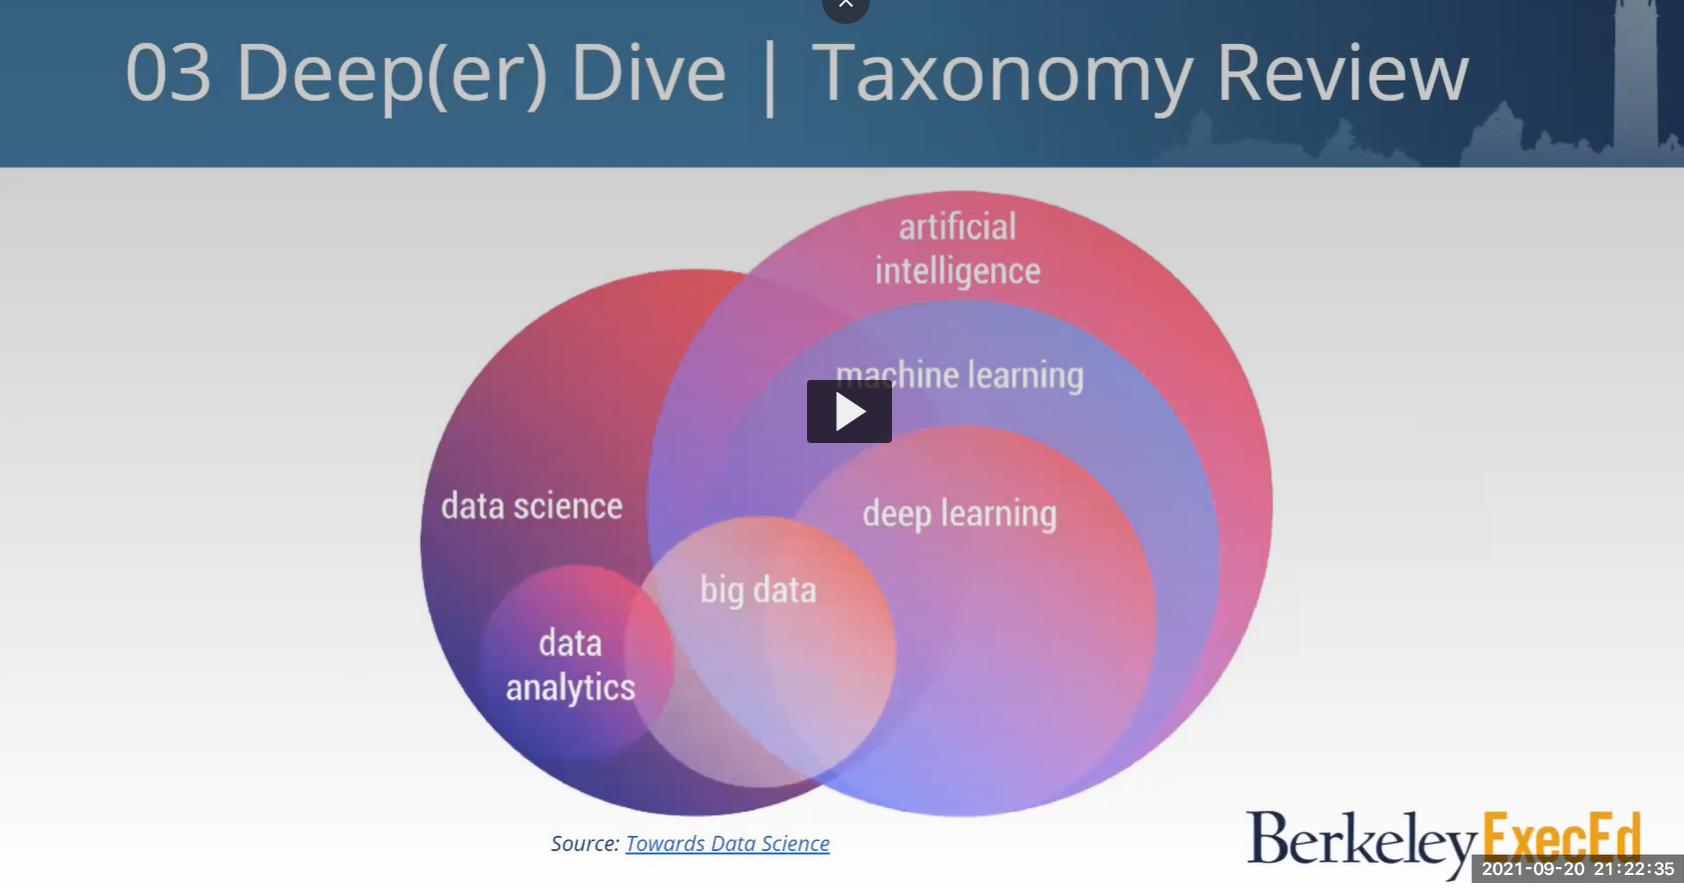 03 Deep(er) Dive | Taxonomy Review
artificial
intelligence
machine learning
data science
deep learning
big data
data
analytics
Source: Towards Data Science
Berkeley ExecEd
2021-09-20 21:22:35